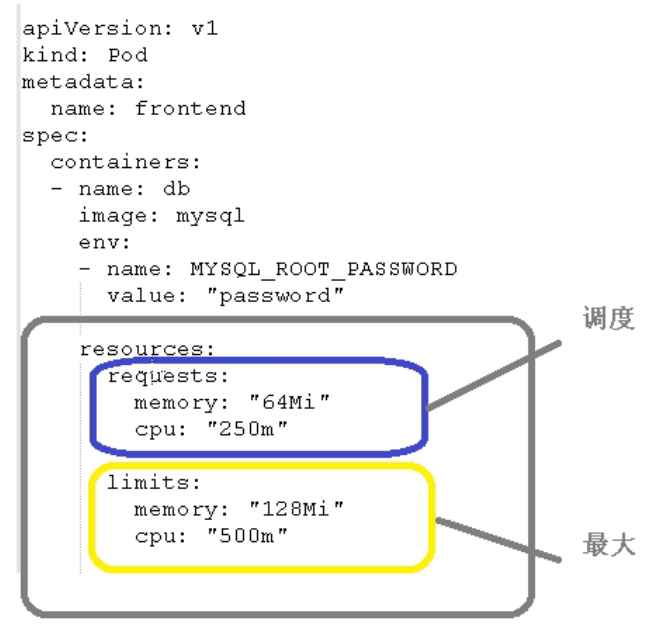 apiVersion: v1
kind: Pod
metadata:
  name: frontend
spec:
  containers:
  - name: db
    image: mysql
    env:
    - name: MYSQL_ROOT_PASSWORD
      value: "password"
调度
    resources:
      requests:
        memory: "64Mi"
        cpu: "250m"
      limits:
        memory: "128Mi"
        cpu: "500m"
最大